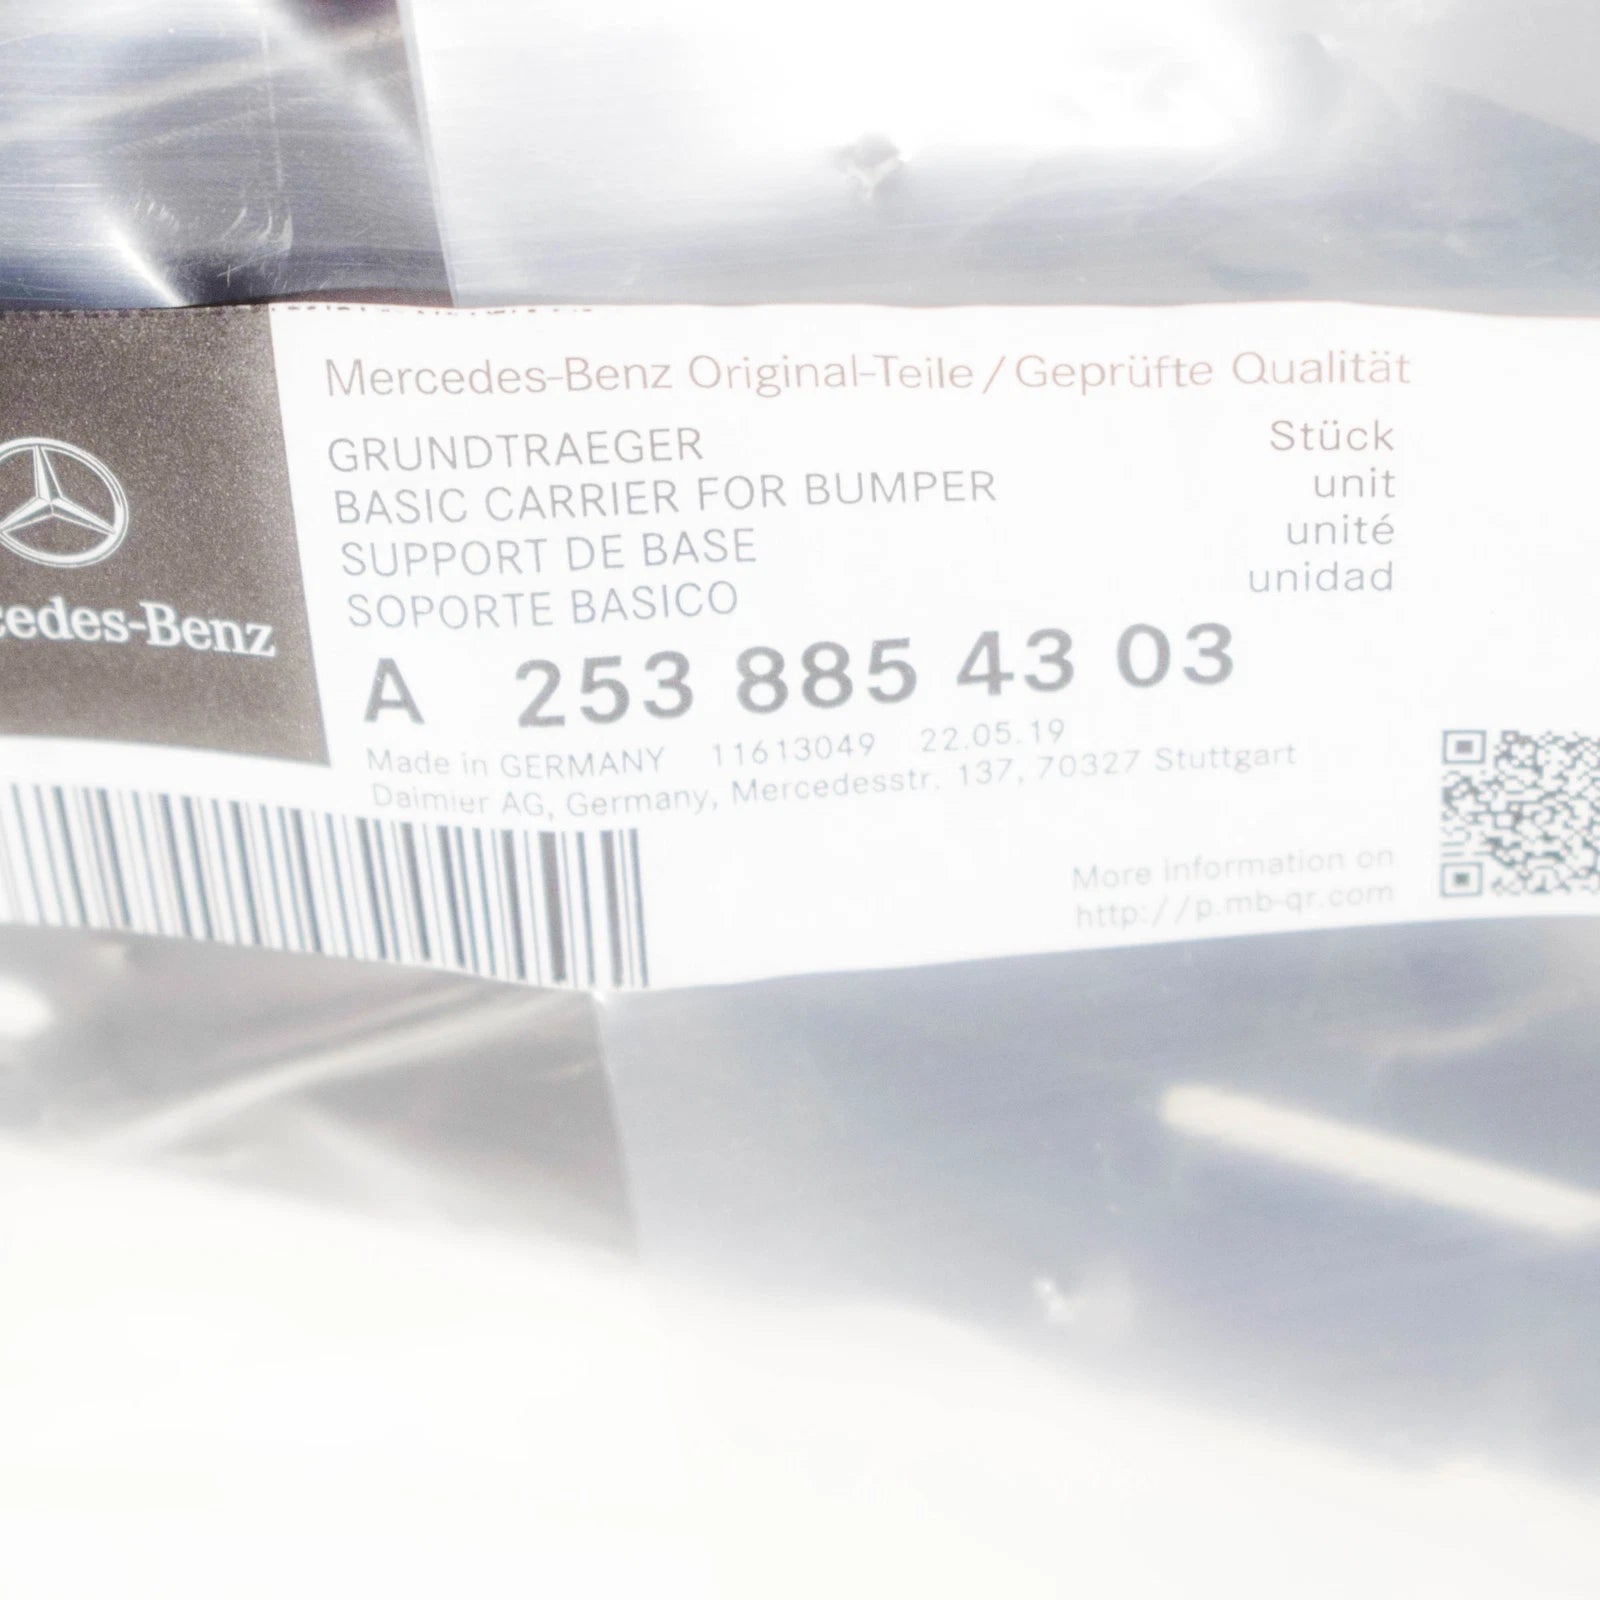 Mercedes-Benz Original-Teile / Geprüfte Qualität
GRUNDTRAEGER
BASIC CARRIER FOR BUMPER
SUPPORT DE BASE
SOPORTE BASICO
Stück
unit
unité
unidad
cedes-Benz
A 253 885 43 03
Made in GERMANY 11613049 22.05.19
Daimler AG, Germany, Mercedesstr. 137, 70327 Stuttgart
More information on
http://p.mb-qr.com